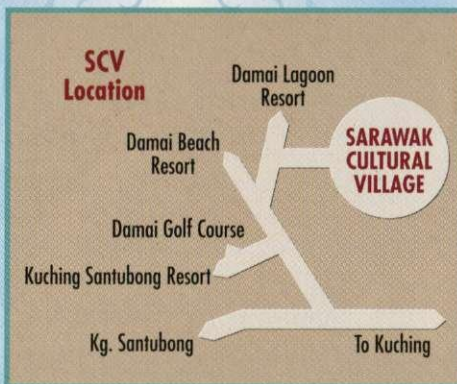 SCV
Location
Damai Lagoon
Resort
Damai Beach
Resort
SARAWAK
CULTURAL
VILLAGE
Damai Golf Course
Kuching Santubong Resort
Kg. Santubong
To Kuching